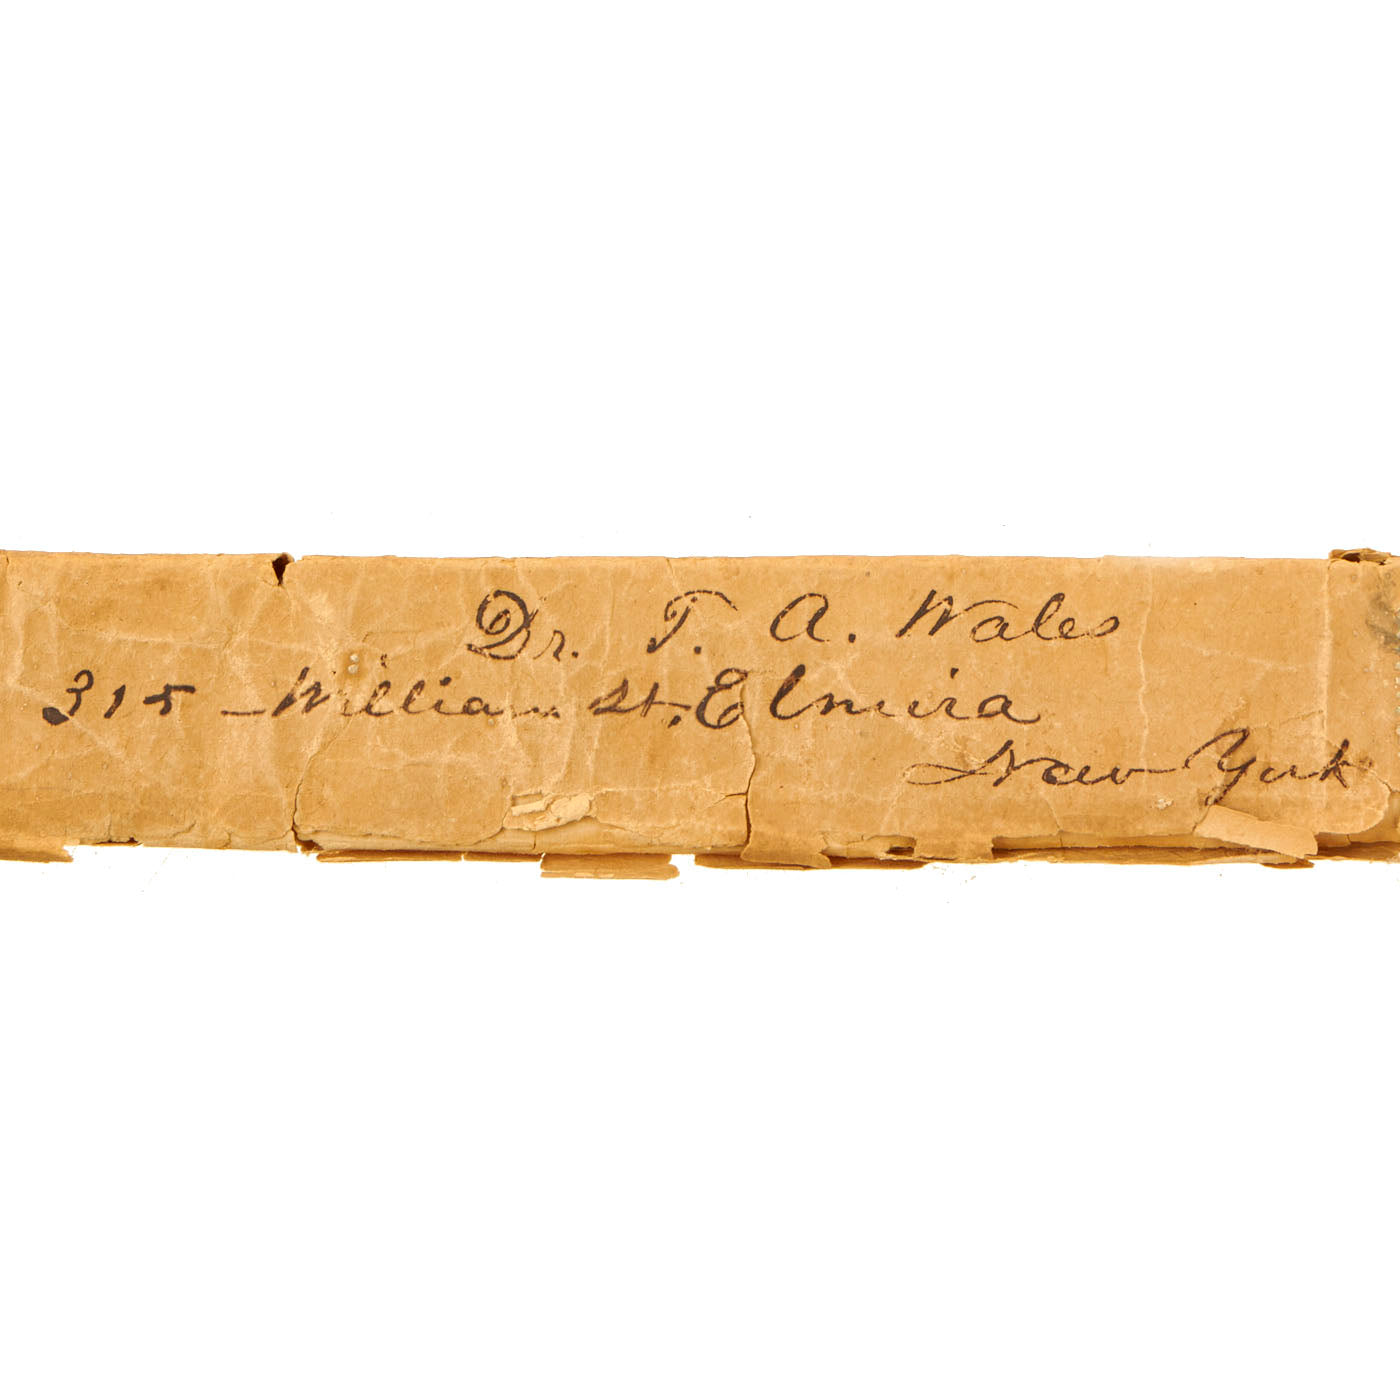 Dr. T. A. Wales
315 - William St. Elmira
New York